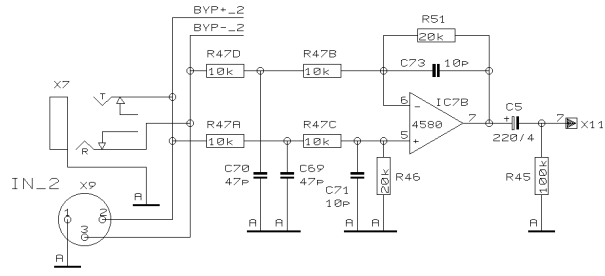 BYP+_2
BYP-_2
R51
20k
R47D
10k
R47B
10k
C73
10p
X7
T
R
6
-
IC7B
4580
7
5
+
C5
+
220/4
7
X11
R47A
10k
R47C
10k
C70
47p
C69
47p
C71
10p
20k
R46
R45
100k
IN_2
X9
1
2
3
A
A
A
A
A
A
A